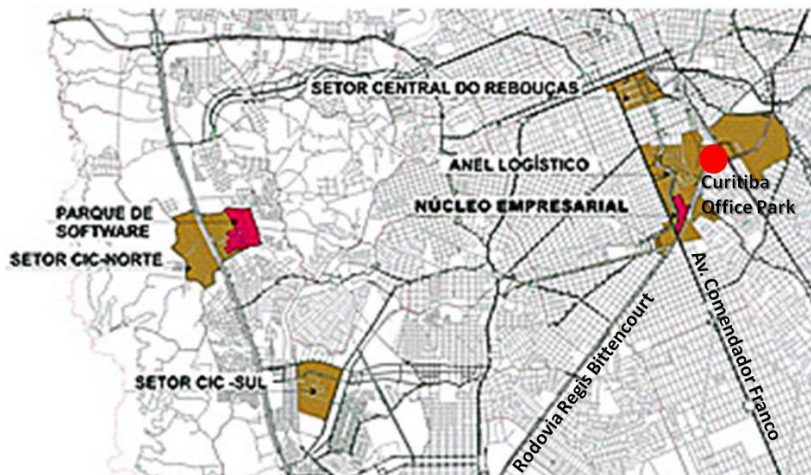 SETOR CENTRAL DO REBOUÇAS
ANEL LOGÍSTICO
Curitiba
Office Park
NÚCLEO EMPRESARIAL
PARQUE DE
SOFTWARE
SETOR CIC-NORTE
SETOR CIC -SUL
Rodovia Regis Bittencourt
Av. Comendador Franco